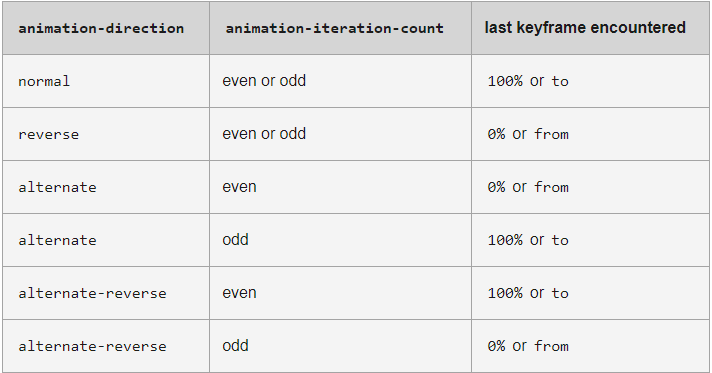 animation-direction animation-iteration-count last keyframe encountered
normal even or odd 100% or to
reverse even or odd 0% or from
alternate even 0% or from
alternate odd 100% or to
alternate-reverse even 100% or to
alternate-reverse odd 0% or from